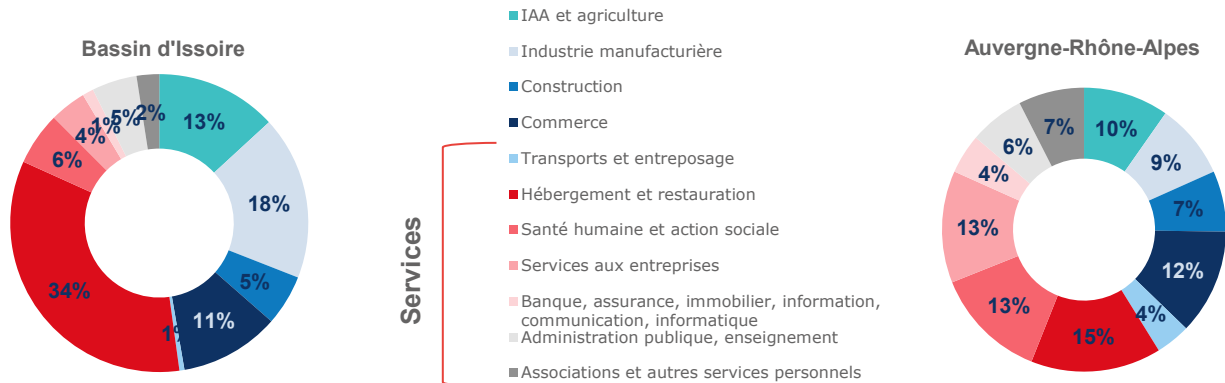 Bassin d'Issoire
13%
18%
5%
11%
1%
34%
6%
4%
1%
5%
2%
IAA et agriculture
Industrie manufacturière
Construction
Commerce
Services
Transports et entreposage
Hébergement et restauration
Santé humaine et action sociale
Services aux entreprises
Banque, assurance, immobilier, information,
communication, informatique
Administration publique, enseignement
Associations et autres services personnels
Auvergne-Rhône-Alpes
10%
9%
7%
12%
4%
15%
13%
13%
4%
6%
7%